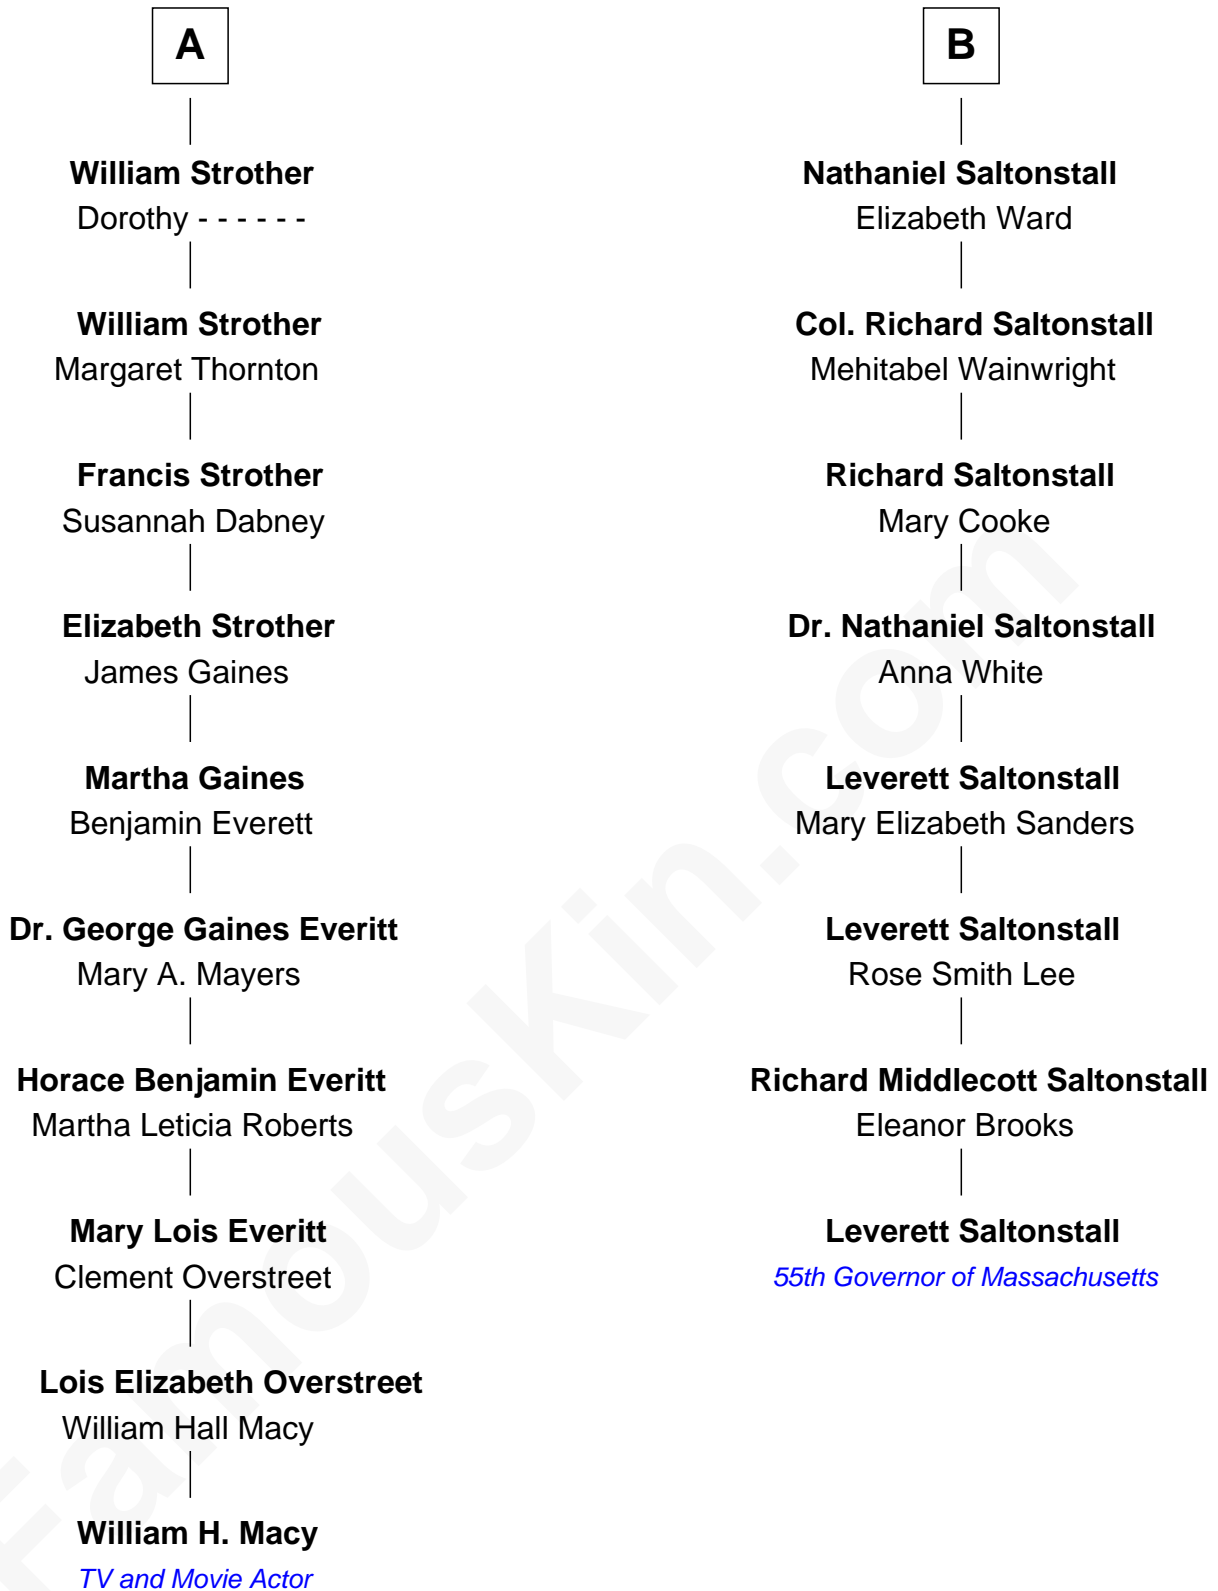 A
William Strother
Dorothy - - - - - -
William Strother
Margaret Thornton
Francis Strother
Susannah Dabney
Elizabeth Strother
James Gaines
Martha Gaines
Benjamin Everett
Dr. George Gaines Everitt
Mary A. Mayers
Horace Benjamin Everitt
Martha Leticia Roberts
Mary Lois Everitt
Clement Overstreet
Lois Elizabeth Overstreet
William Hall Macy
William H. Macy
TV and Movie Actor
B
Nathaniel Saltonstall
Elizabeth Ward
Col. Richard Saltonstall
Mehitabel Wainwright
Richard Saltonstall
Mary Cooke
Dr. Nathaniel Saltonstall
Anna White
Leverett Saltonstall
Mary Elizabeth Sanders
Leverett Saltonstall
Rose Smith Lee
Richard Middlecott Saltonstall
Eleanor Brooks
Leverett Saltonstall
55th Governor of Massachusetts
FamousKin.com